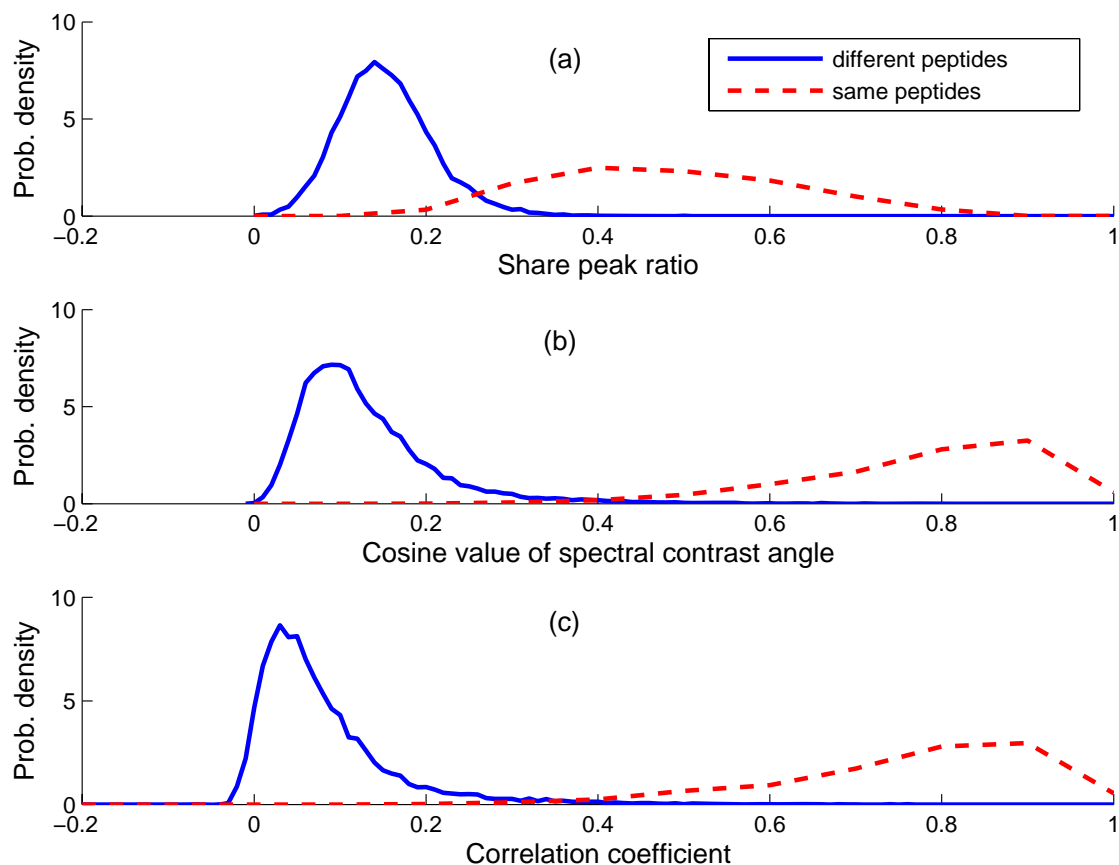 10
(a)
different peptides
same peptides
5
0
Prob. density
−0.2 0 0.2 0.4 0.6 0.8 1
Share peak ratio
10
(b)
5
0
Prob. density
−0.2 0 0.2 0.4 0.6 0.8 1
Cosine value of spectral contrast angle
10
(c)
5
0
Prob. density
−0.2 0 0.2 0.4 0.6 0.8 1
Correlation coefficient